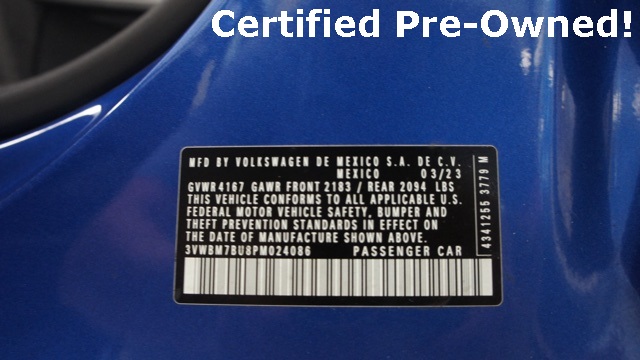 Certified Pre-Owned!
MFD BY VOLKSWAGEN DE MEXICO S.A. DE C.V.
MEXICO 03/23
GVWR 4167 GAWR FRONT 2183 / REAR 2094 LBS
THIS VEHICLE CONFORMS TO ALL APPLICABLE U.S.
FEDERAL MOTOR VEHICLE SAFETY, BUMPER AND
THEFT PREVENTION STANDARDS IN EFFECT ON
THE DATE OF MANUFACTURE SHOWN ABOVE.
3VWBM7BU8PM024086 PASSENGER CAR
4341255 3779 M